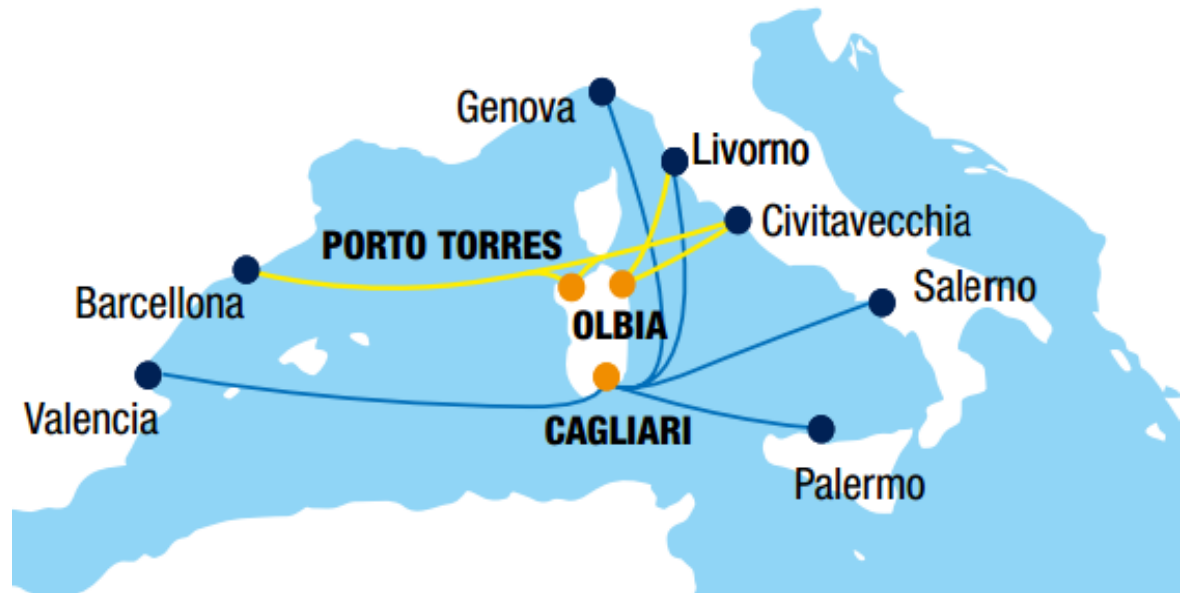 Genova
Livorno
Civitavecchia
PORTO TORRES
Barcellona
Salerno
OLBIA
Valencia
CAGLIARI
Palermo